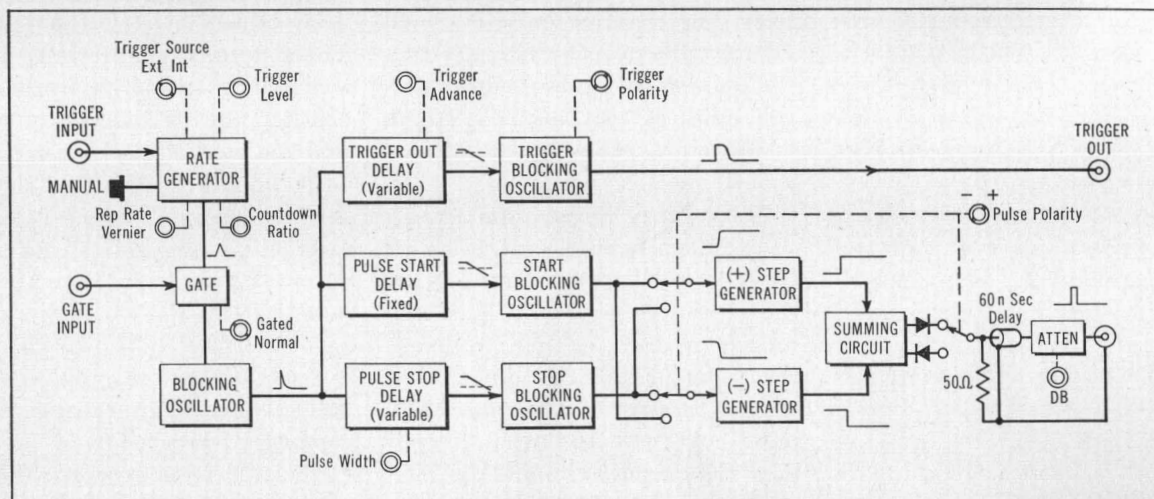 Trigger Source
Ext Int
Trigger
Level
Trigger
Advance
Trigger
Polarity
TRIGGER
INPUT
TRIGGER
OUT
RATE
GENERATOR
TRIGGER OUT
DELAY
(Variable)
TRIGGER
BLOCKING
OSCILLATOR
MANUAL
Rep Rate
Vernier
Countdown
Ratio
- +
Pulse Polarity
GATE
INPUT
GATE
PULSE START
DELAY
(Fixed)
START
BLOCKING
OSCILLATOR
(+) STEP
GENERATOR
60 n Sec
Delay
Gated
Normal
SUMMING
CIRCUIT
ATTEN
BLOCKING
OSCILLATOR
PULSE STOP
DELAY
(Variable)
STOP
BLOCKING
OSCILLATOR
(-) STEP
GENERATOR
50Ω
DB
Pulse Width